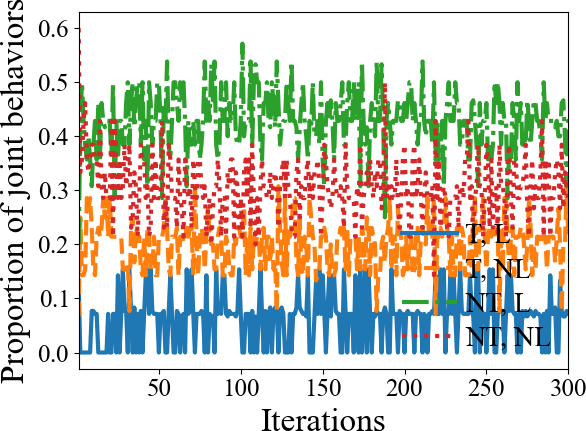 Proportion of joint behaviors
0.6
0.5
0.4
0.3
0.2
0.1
0.0
T, L
T, NL
NT, L
NT, NL
50
100
150
200
250
300
Iterations